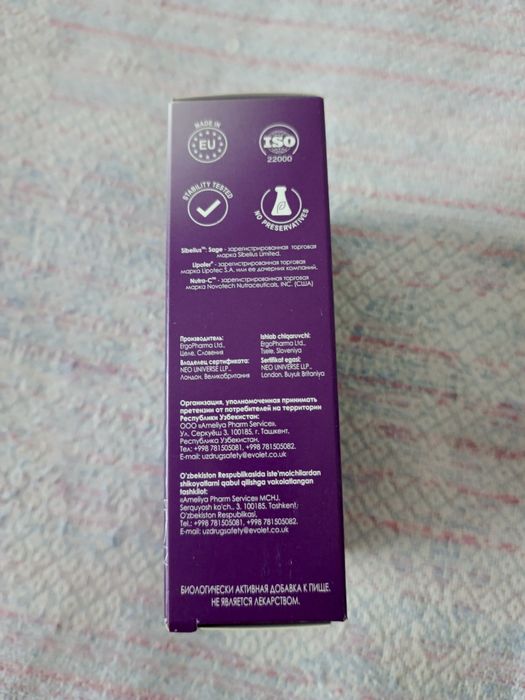 MADE IN
EU
ISO
22000
STABILITY TESTED
NO PRESERVATIVES
Sibelius™: Sage - зарегистрированная торговая
марка Sibelius Limited.
Lipofer® - зарегистрированная торговая
марка Lipotec S.A. или ее дочерних компаний.
Nutra-C™ - зарегистрированная торговая
марка Novotech Nutraceuticals, INC. (США)
Производитель:
ErgoPharma Ltd.,
Целе, Словения
Владелец сертификата:
NEO UNIVERSE LLP.,
Лондон, Великобритания
Ishlab chiqaruvchi:
ErgoPharma Ltd.,
Tsele, Sloveniya
Sertifikat egasi:
NEO UNIVERSE LLP.,
London, Buyuk Britaniya
Организация, уполномоченная принимать
претензии от потребителей на территории
Республики Узбекистан:
ООО «Ameliya Pharm Service».
Ул. Серкуёш 3, 100185, г. Ташкент,
Республика Узбекистан.
Тел: +998 781505081, +998 781505082.
E-mail: uzdrugsafety@evolet.co.uk
O'zbekiston Respublikasida iste'molchilardan
shikoyatlarni qabul qilishga vakolatlangan
tashkilot:
«Ameliya Pharm Service» MCHJ.
Serquyosh ko'ch., 3, 100185, Toshkent,
O'zbekiston Respublikasi,
Tel.: +998 781505081, +998 781505082.
E-mail: uzdrugsafety@evolet.co.uk
БИОЛОГИЧЕСКИ АКТИВНАЯ ДОБАВКА К ПИЩЕ.
НЕ ЯВЛЯЕТСЯ ЛЕКАРСТВОМ.